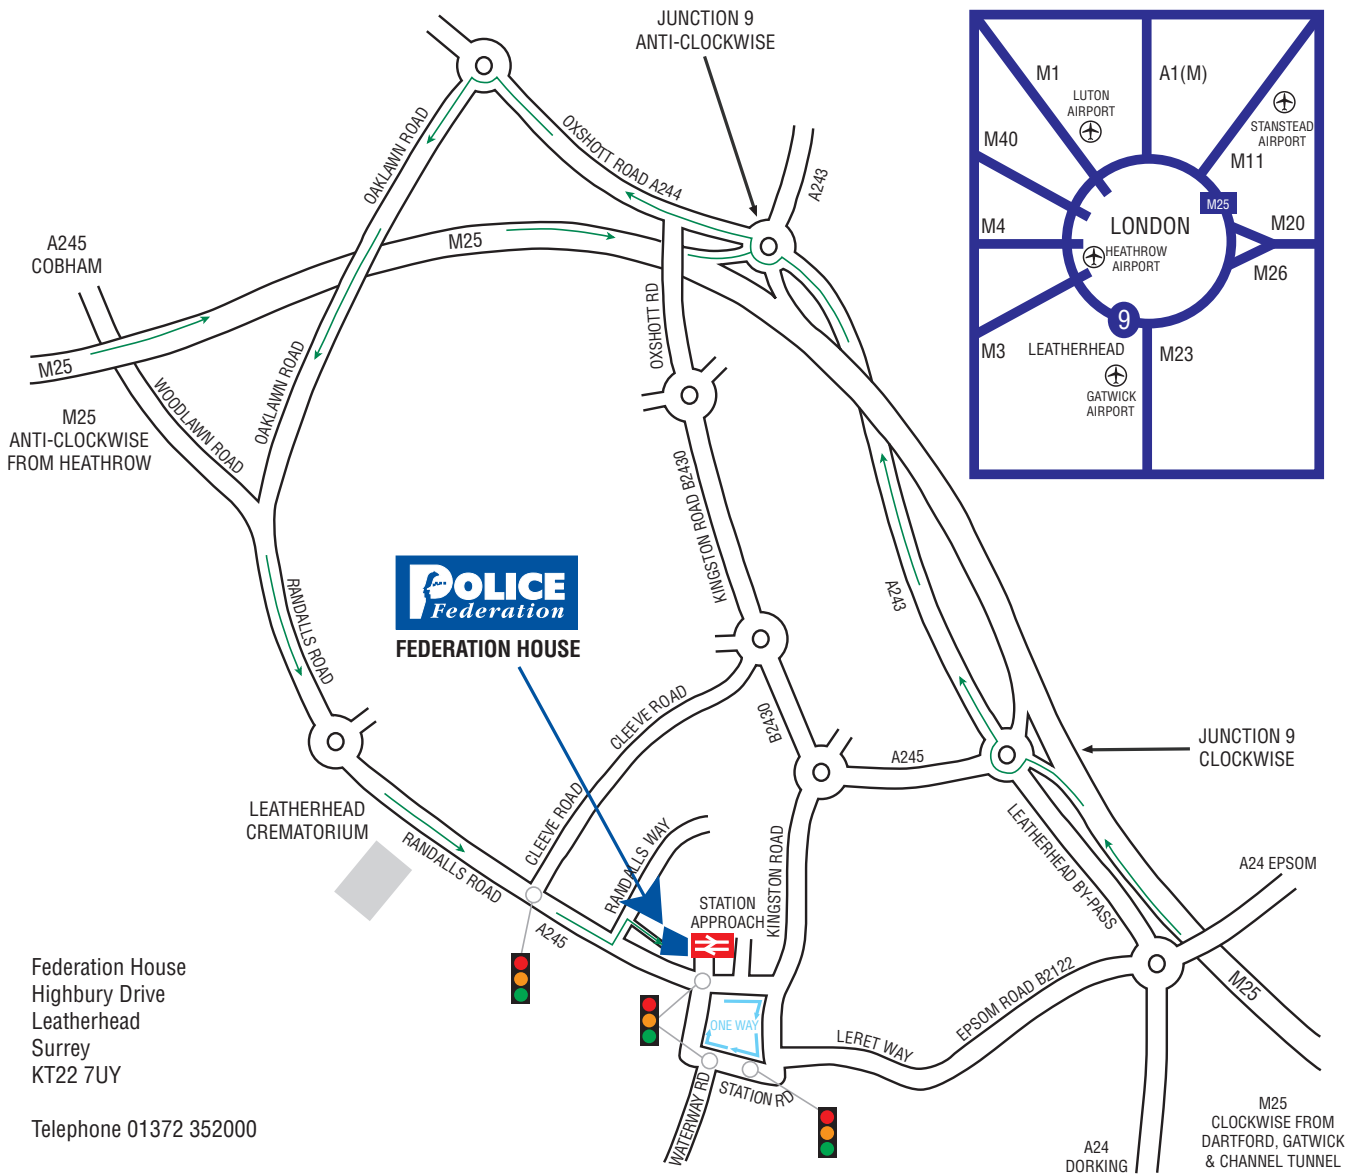 JUNCTION 9
ANTI-CLOCKWISE
M1
A1(M)
LUTON
AIRPORT
STANSTEAD
AIRPORT
M40
M11
M25
M4
LONDON
M20
HEATHROW
AIRPORT
M26
9
M3
LEATHERHEAD
M23
GATWICK
AIRPORT
OAKLAWN ROAD
OXSHOTT ROAD A244
A243
M25
A245
COBHAM
OXSHOTT RD
M25
WOODLAWN ROAD
OAKLAWN ROAD
M25
ANTI-CLOCKWISE
FROM HEATHROW
KINGSTON ROAD B2430
A243
RANDALLS ROAD
POLICE
Federation
FEDERATION HOUSE
CLEEVE ROAD
B2430
A245
JUNCTION 9
CLOCKWISE
LEATHERHEAD
CREMATORIUM
RANDALLS ROAD
CLEEVE ROAD
RANDALLS WAY
KINGSTON ROAD
LEATHERHEAD BY-PASS
A24 EPSOM
STATION
APPROACH
A245
EPSOM ROAD B2122
M25
ONE WAY
LERET WAY
STATION RD
WATERWAY RD
Federation House
Highbury Drive
Leatherhead
Surrey
KT22 7UY
Telephone 01372 352000
A24
DORKING
M25
CLOCKWISE FROM
DARTFORD, GATWICK
& CHANNEL TUNNEL